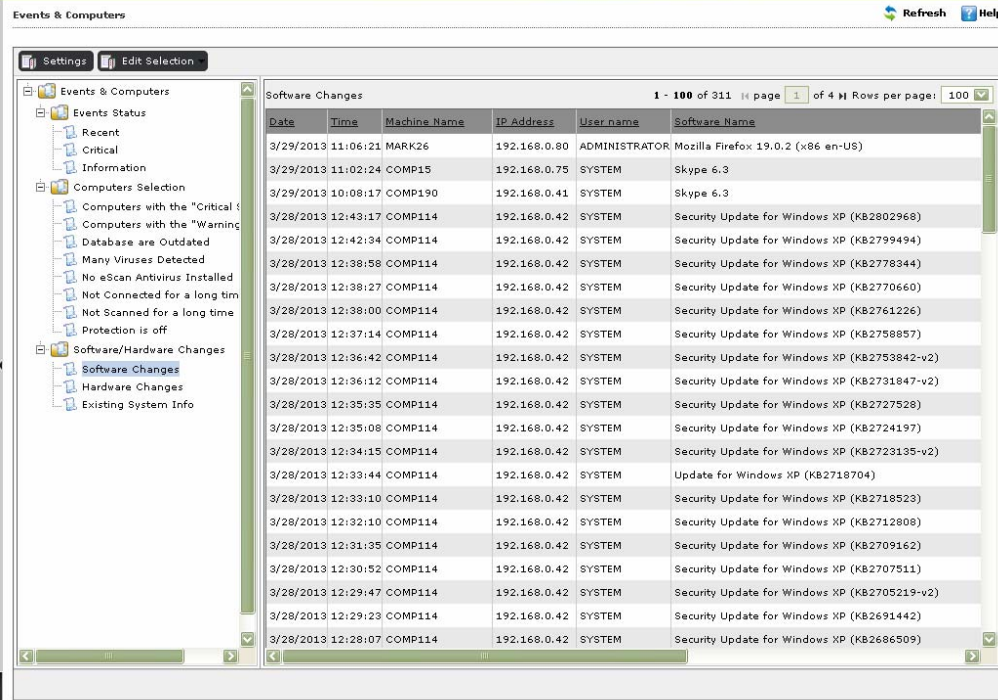 Events & Computers
Refresh
Settings Edit Selection
Events & Computers
Events Status
Recent
Critical
Information
Computers Selection
Computers with the "Critical
Computers with the "Warning
Database are Outdated
Many Viruses Detected
No eScan Antivirus Installed
Not Connected for a long tim
Not Scanned for a long time
Protection is off
Software/Hardware Changes
Software Changes
Hardware Changes
Existing System Info
Software Changes 1 - 100 of 311 page 1 of 4 Rows per page: 100
Date Time Machine Name IP Address User name Software Name
3/29/2013 11:06:21 MARK26 192.168.0.80 ADMINISTRATOR Mozilla Firefox 19.0.2 (x86 en-US)
3/29/2013 11:02:24 COMP15 192.168.0.75 SYSTEM Skype 6.3
3/29/2013 10:08:17 COMP190 192.168.0.41 SYSTEM Skype 6.3
3/28/2013 12:43:17 COMP114 192.168.0.42 SYSTEM Security Update for Windows XP (KB2802968)
3/28/2013 12:42:34 COMP114 192.168.0.42 SYSTEM Security Update for Windows XP (KB2799494)
3/28/2013 12:38:58 COMP114 192.168.0.42 SYSTEM Security Update for Windows XP (KB2778344)
3/28/2013 12:38:27 COMP114 192.168.0.42 SYSTEM Security Update for Windows XP (KB2770660)
3/28/2013 12:38:00 COMP114 192.168.0.42 SYSTEM Security Update for Windows XP (KB2761226)
3/28/2013 12:37:14 COMP114 192.168.0.42 SYSTEM Security Update for Windows XP (KB2758857)
3/28/2013 12:36:42 COMP114 192.168.0.42 SYSTEM Security Update for Windows XP (KB2753842-v2)
3/28/2013 12:36:12 COMP114 192.168.0.42 SYSTEM Security Update for Windows XP (KB2731847-v2)
3/28/2013 12:35:35 COMP114 192.168.0.42 SYSTEM Security Update for Windows XP (KB2727528)
3/28/2013 12:35:08 COMP114 192.168.0.42 SYSTEM Security Update for Windows XP (KB2724197)
3/28/2013 12:34:15 COMP114 192.168.0.42 SYSTEM Security Update for Windows XP (KB2723135-v2)
3/28/2013 12:33:44 COMP114 192.168.0.42 SYSTEM Update for Windows XP (KB2718704)
3/28/2013 12:33:10 COMP114 192.168.0.42 SYSTEM Security Update for Windows XP (KB2718523)
3/28/2013 12:32:10 COMP114 192.168.0.42 SYSTEM Security Update for Windows XP (KB2712808)
3/28/2013 12:31:35 COMP114 192.168.0.42 SYSTEM Security Update for Windows XP (KB2709162)
3/28/2013 12:30:52 COMP114 192.168.0.42 SYSTEM Security Update for Windows XP (KB2707511)
3/28/2013 12:29:47 COMP114 192.168.0.42 SYSTEM Security Update for Windows XP (KB2705219-v2)
3/28/2013 12:29:23 COMP114 192.168.0.42 SYSTEM Security Update for Windows XP (KB2691442)
3/28/2013 12:28:07 COMP114 192.168.0.42 SYSTEM Security Update for Windows XP (KB2686509)